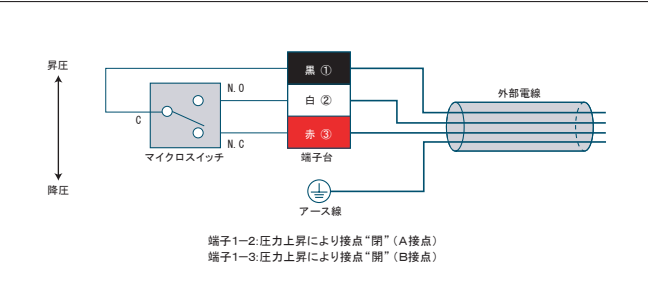 昇圧
降圧
C
N.O
N.C
マイクロスイッチ
黒 ①
白 ②
赤 ③
端子台
外部電線
アース線
端子1−2:圧力上昇により接点“閉”（A接点）
端子1−3:圧力上昇により接点“開”（B接点）